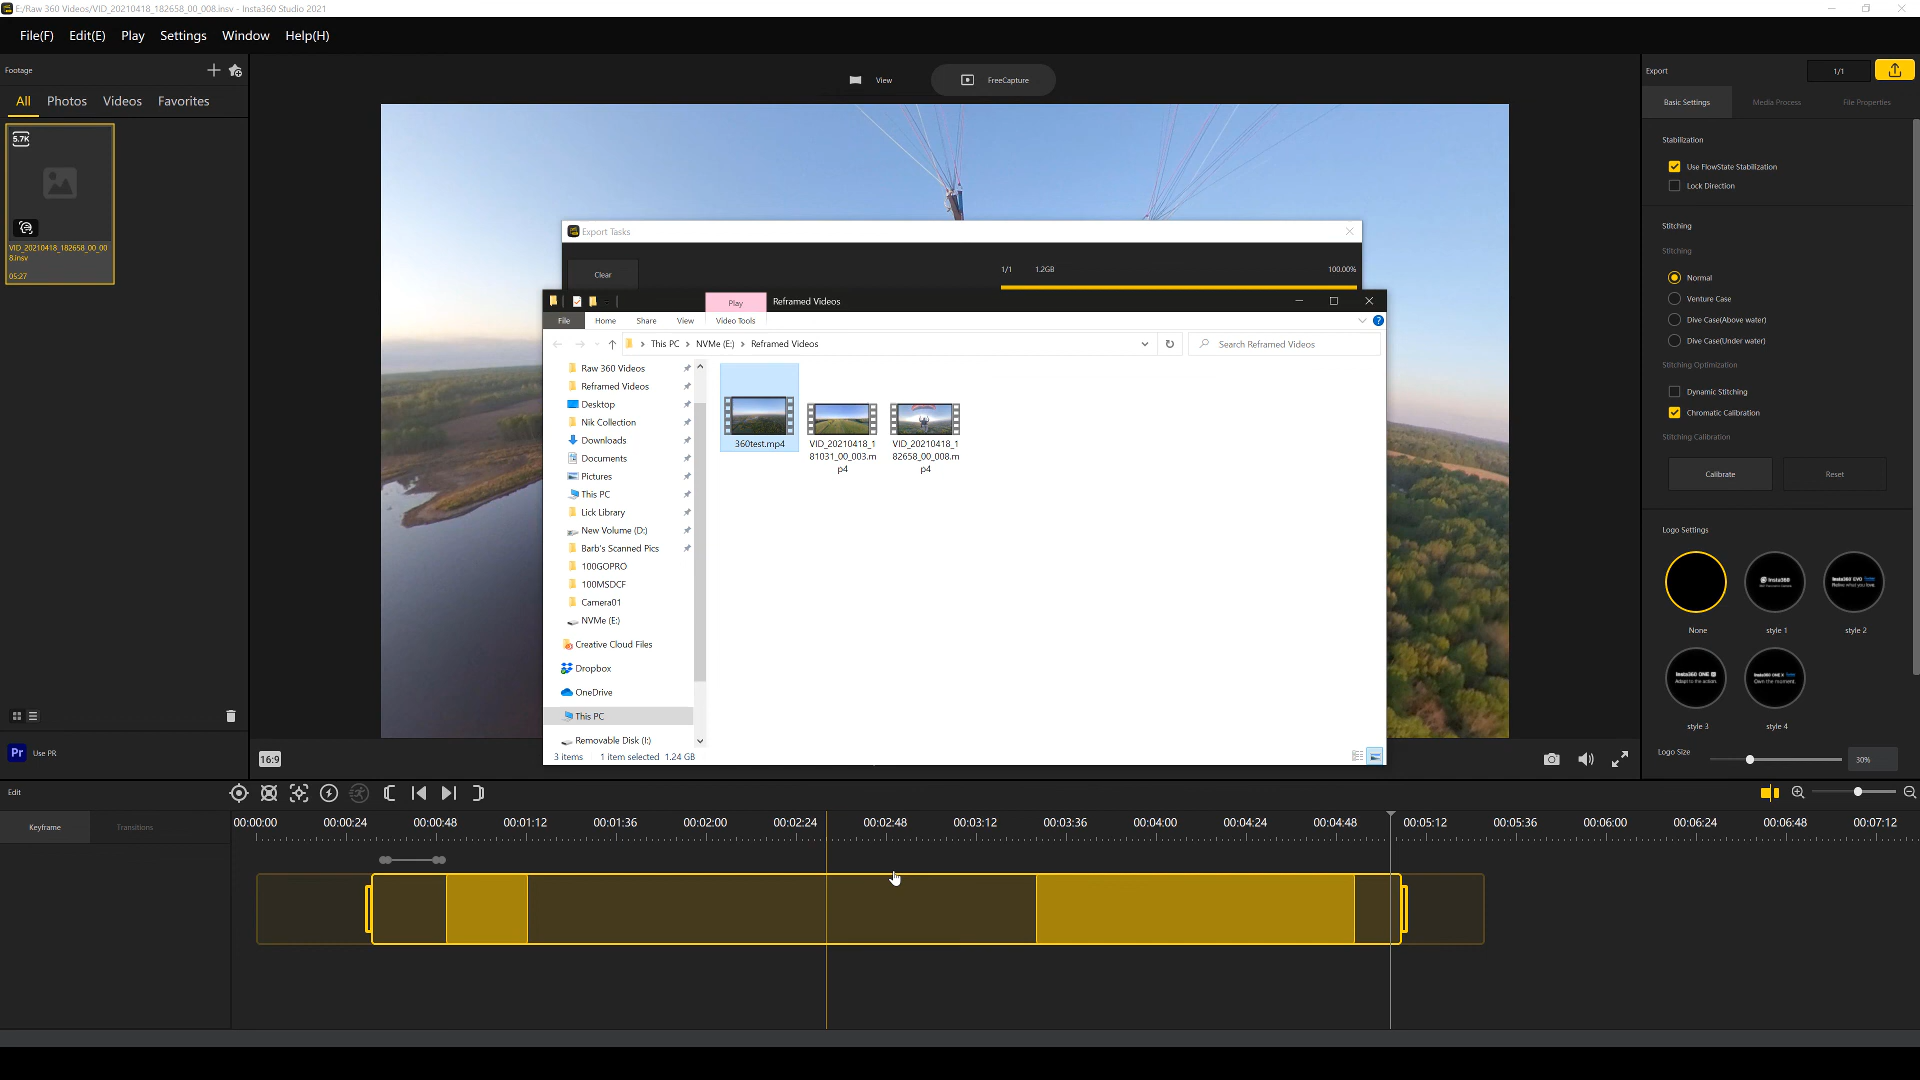 E:/Raw 360 Videos/VID_20210418_182658_00_008.insv - Insta360 Studio 2021
File(F) Edit(E) Play Settings Window Help(H)
Footage
All Photos Videos Favorites
5.7K
VID_20210418_182658_00_00
8.insv
05:27
Pr Use PR
View FreeCapture
Export Tasks
Clear 1/1 1.2GB 100.00%
Play Reframed Videos
File Home Share View Video Tools
This PC > NVMe (E:) > Reframed Videos
Search Reframed Videos
Raw 360 Videos
Reframed Videos
Desktop
Nik Collection
Downloads
Documents
Pictures
This PC
Lick Library
New Volume (D:)
Barb's Scanned Pics
100GOPRO
100MSDCF
Camera01
NVMe (E:)
Creative Cloud Files
Dropbox
OneDrive
This PC
Removable Disk (I:)
360test.mp4
VID_20210418_1
81031_00_003.m
p4
VID_20210418_1
82658_00_008.m
p4
3 items 1 item selected 1.24 GB
16:9
Export 1/1
Basic Settings Media Process File Properties
Stabilization
Use FlowState Stabilization
Lock Direction
Stitching
Stitching
Normal
Venture Case
Dive Case(Above water)
Dive Case(Under water)
Stitching Optimization
Dynamic Stitching
Chromatic Calibration
Stitching Calibration
Calibrate Reset
Logo Settings
None style 1 style 2
style 3 style 4
Logo Size 30%
Edit
Keyframe Transitions
00:00:00 00:00:24 00:00:48 00:01:12 00:01:36 00:02:00 00:02:24 00:02:48 00:03:12 00:03:36 00:04:00 00:04:24 00:04:48 00:05:12 00:05:36 00:06:00 00:06:24 00:06:48 00:07:12